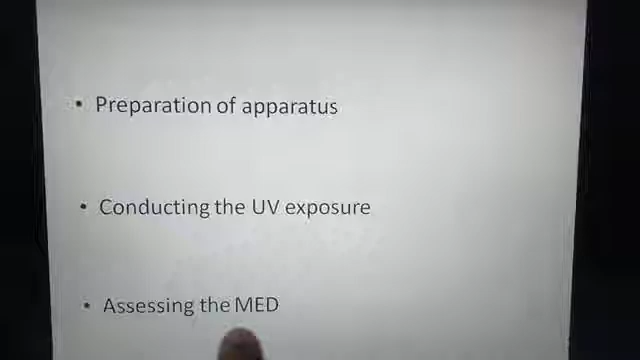 • Preparation of apparatus
• Conducting the UV exposure
• Assessing the MED